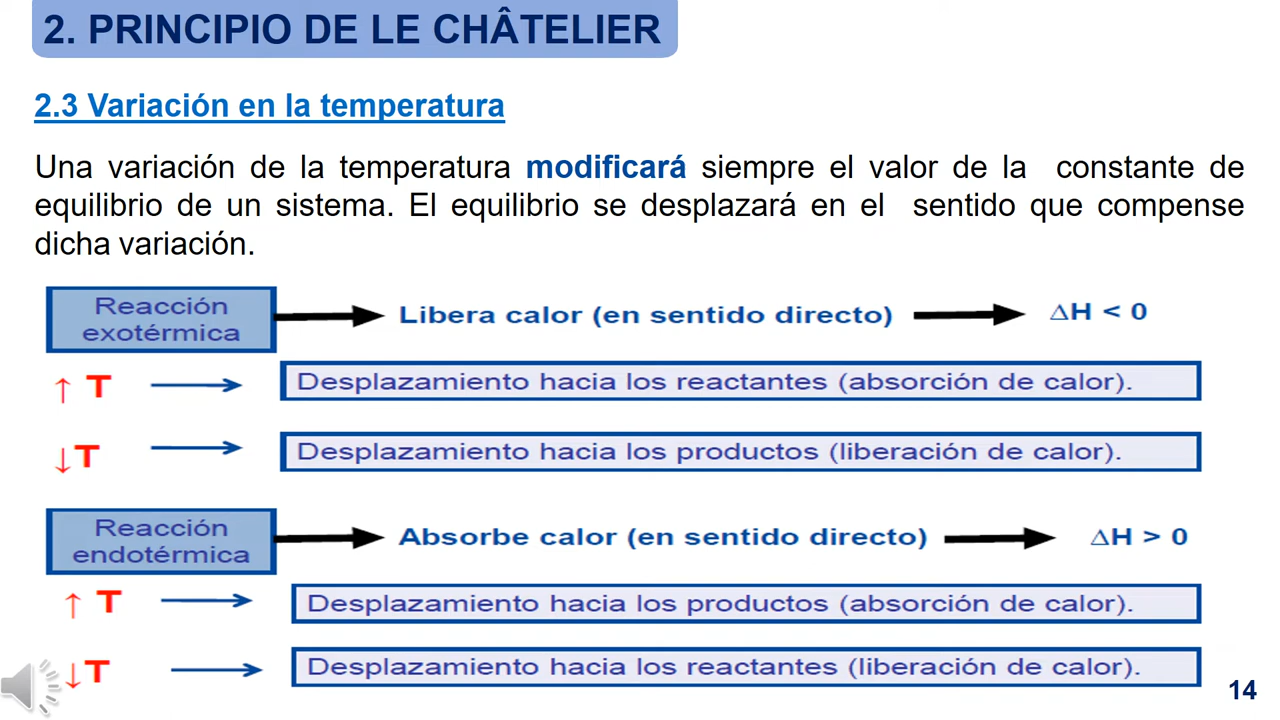 2. PRINCIPIO DE LE CHÂTELIER
2.3 Variación en la temperatura
Una variación de la temperatura modificará siempre el valor de la constante de
equilibrio de un sistema. El equilibrio se desplazará en el sentido que compense
dicha variación.
Reacción
exotérmica
Libera calor (en sentido directo)
∆H < 0
↑ T
Desplazamiento hacia los reactantes (absorción de calor).
↓T
Desplazamiento hacia los productos (liberación de calor).
Reacción
endotérmica
Absorbe calor (en sentido directo)
∆H > 0
↑ T
Desplazamiento hacia los productos (absorción de calor).
↓T
Desplazamiento hacia los reactantes (liberación de calor).
14